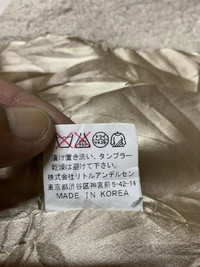 漬け置き洗い、タンブラー
乾燥は避けて下さい。
株式会社リトルアンデルセン
東京都渋谷区神宮前5-42-14
MADE IN KOREA